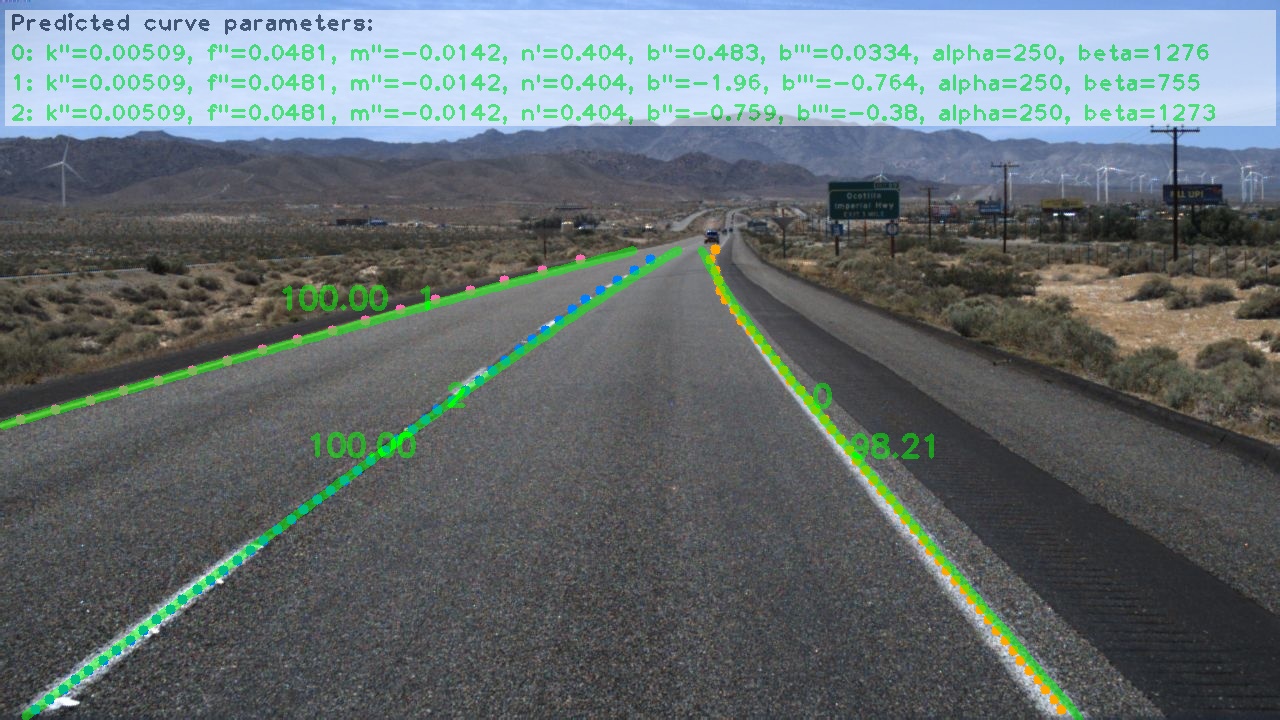 Predicted curve parameters:
0: k''=0.00509, f''=0.0481, m''=−0.0142, n'=0.404, b''=0.483, b'''=0.0334, alpha=250, beta=1276
1: k''=0.00509, f''=0.0481, m''=−0.0142, n'=0.404, b''=−1.96, b'''=−0.764, alpha=250, beta=755
2: k''=0.00509, f''=0.0481, m''=−0.0142, n'=0.404, b''=−0.759, b'''=−0.38, alpha=250, beta=1273
Ocotillo
Imperial Hwy
EXIT 1 MILE
100.00 1
2
0
100.00
98.21